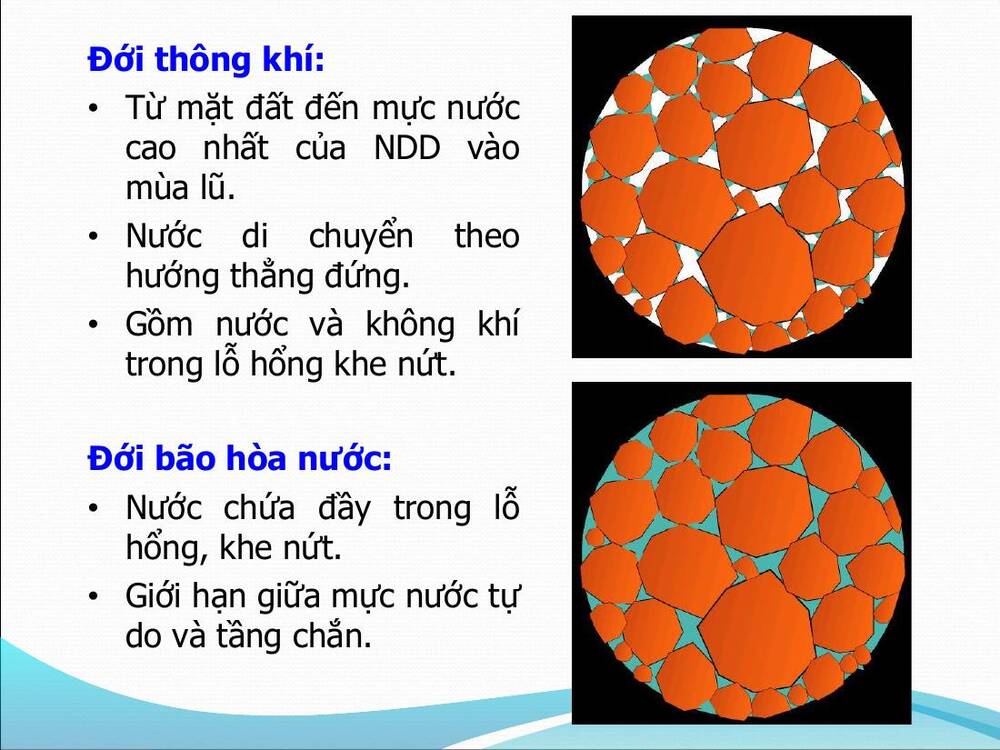 Đới thông khí:
• Từ mặt đất đến mực nước
cao nhất của NDD vào
mùa lũ.
• Nước di chuyển theo
hướng thẳng đứng.
• Gồm nước và không khí
trong lỗ hổng khe nứt.
Đới bão hòa nước:
• Nước chứa đầy trong lỗ
hổng, khe nứt.
• Giới hạn giữa mực nước tự
do và tầng chắn.